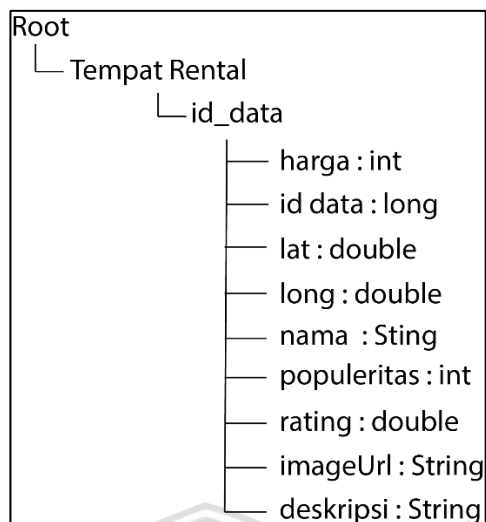 Root
Tempat Rental
id_data
harga : int
id data : long
lat : double
long : double
nama : Sting
populeritas : int
rating : double
imageUrl : String
deskripsi : String